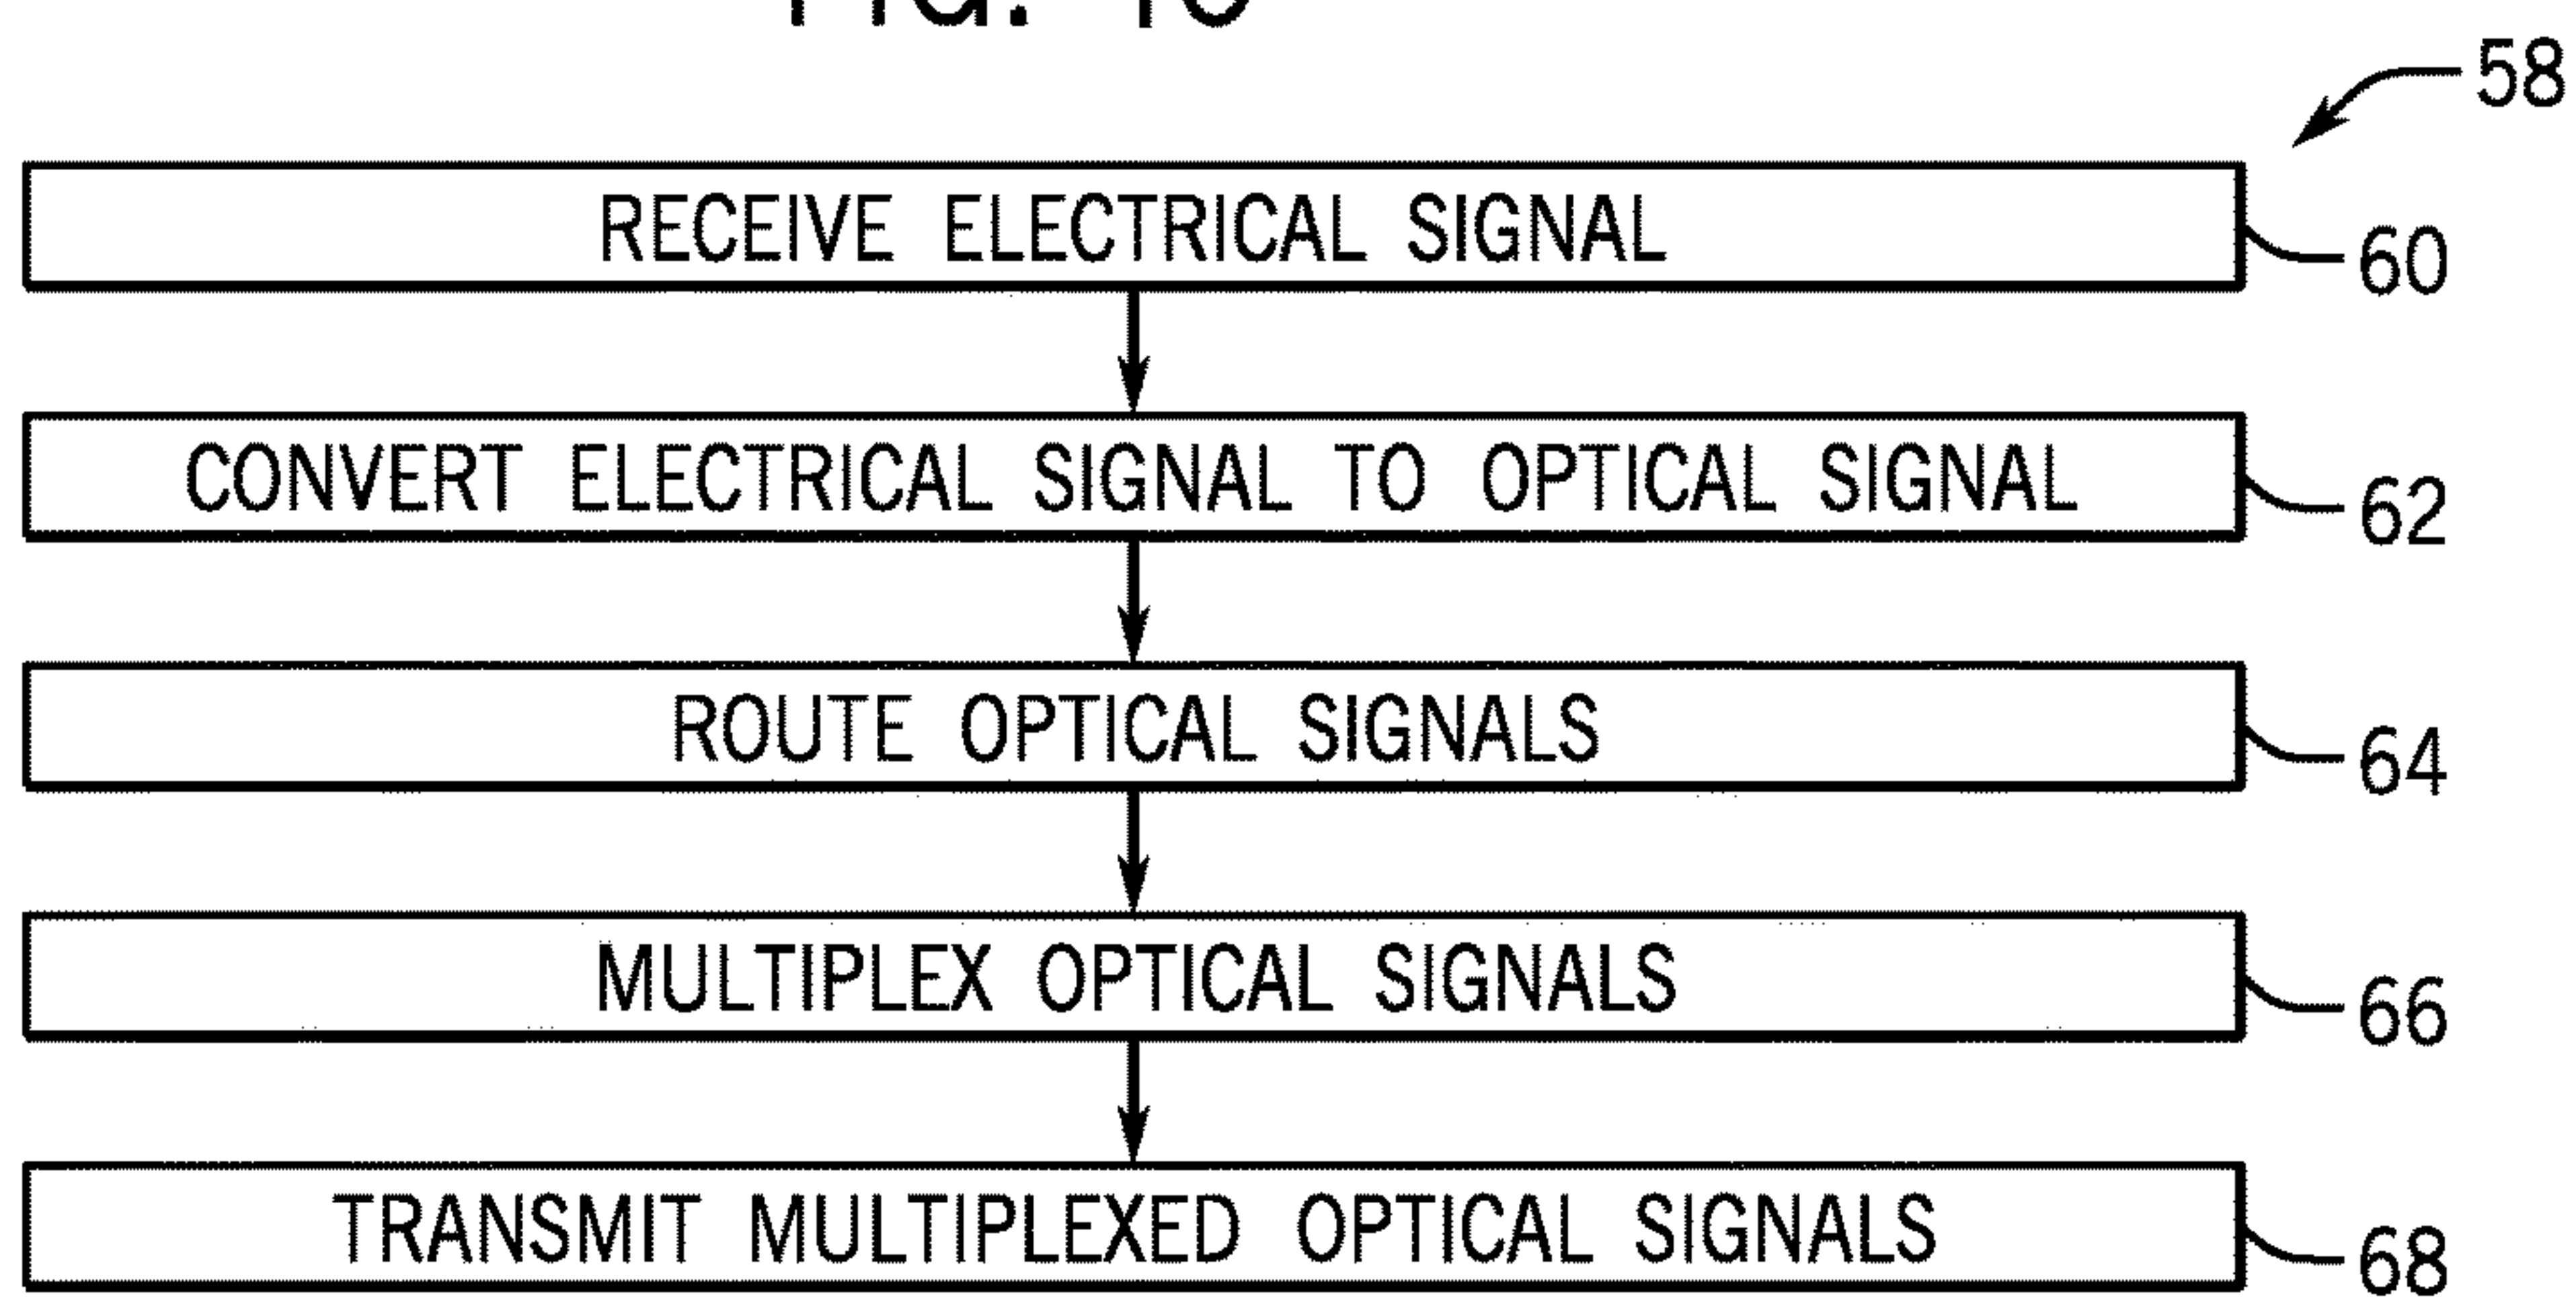 58
RECEIVE ELECTRICAL SIGNAL
60
CONVERT ELECTRICAL SIGNAL TO OPTICAL SIGNAL
62
ROUTE OPTICAL SIGNALS
64
MULTIPLEX OPTICAL SIGNALS
66
TRANSMIT MULTIPLEXED OPTICAL SIGNALS
68